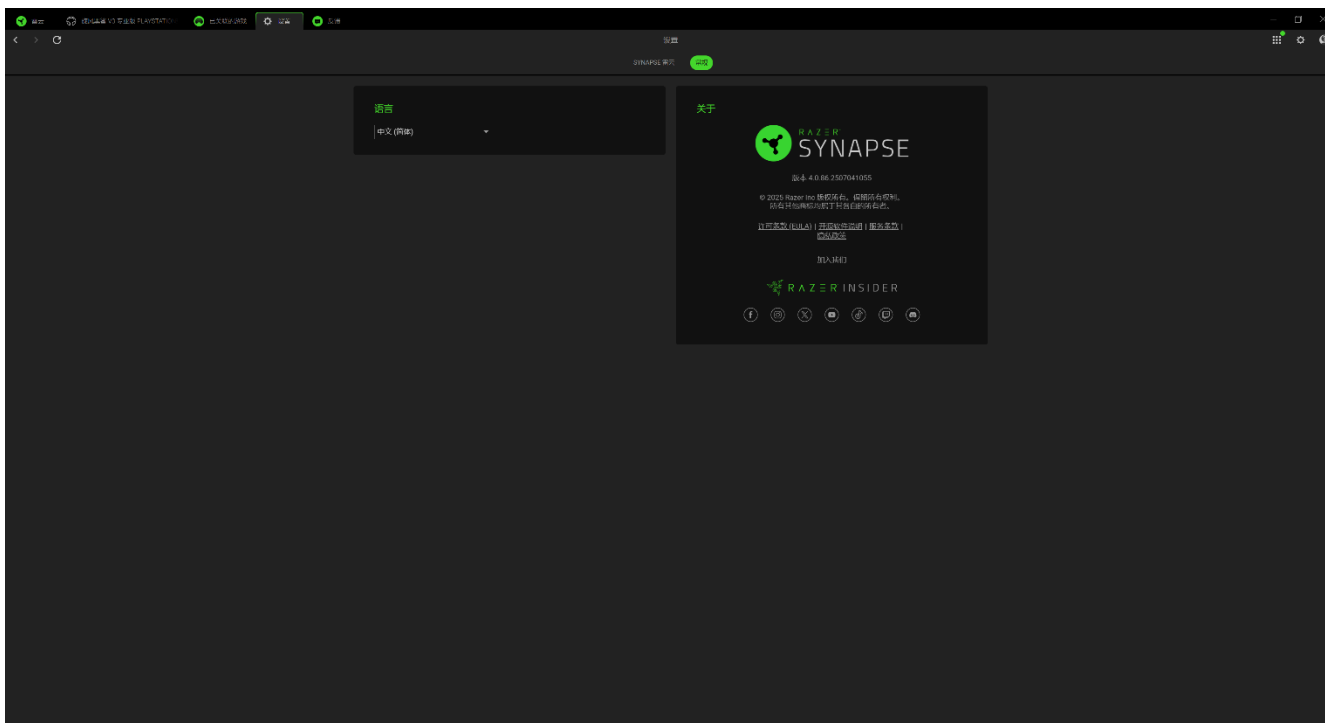 设置
SYNAPSE
语言
中文 (简体)
关于
RAZER
SYNAPSE
版本 4.0.86.2507041055
© 2025 Razer Inc 版权所有。保留所有权利。
所有其他商标均属于其各自的所有者。
许可条款 (EULA) | 开源软件说明 | 服务条款 |
隐私政策
加入我们
RAZER INSIDER